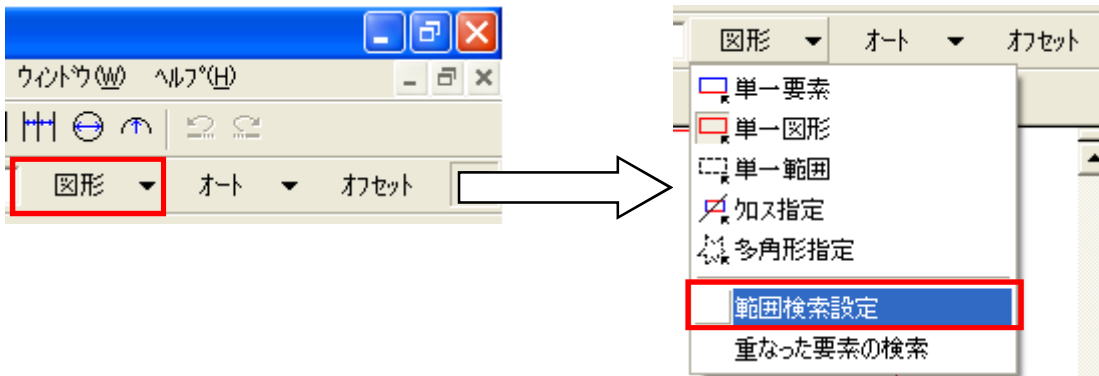 ウィンドウ(W) ヘルプ(H)
図形 オート オフセット
図形 オート オフセット
単一要素
単一図形
単一範囲
クロス指定
多角形指定
範囲検索設定
重なった要素の検索